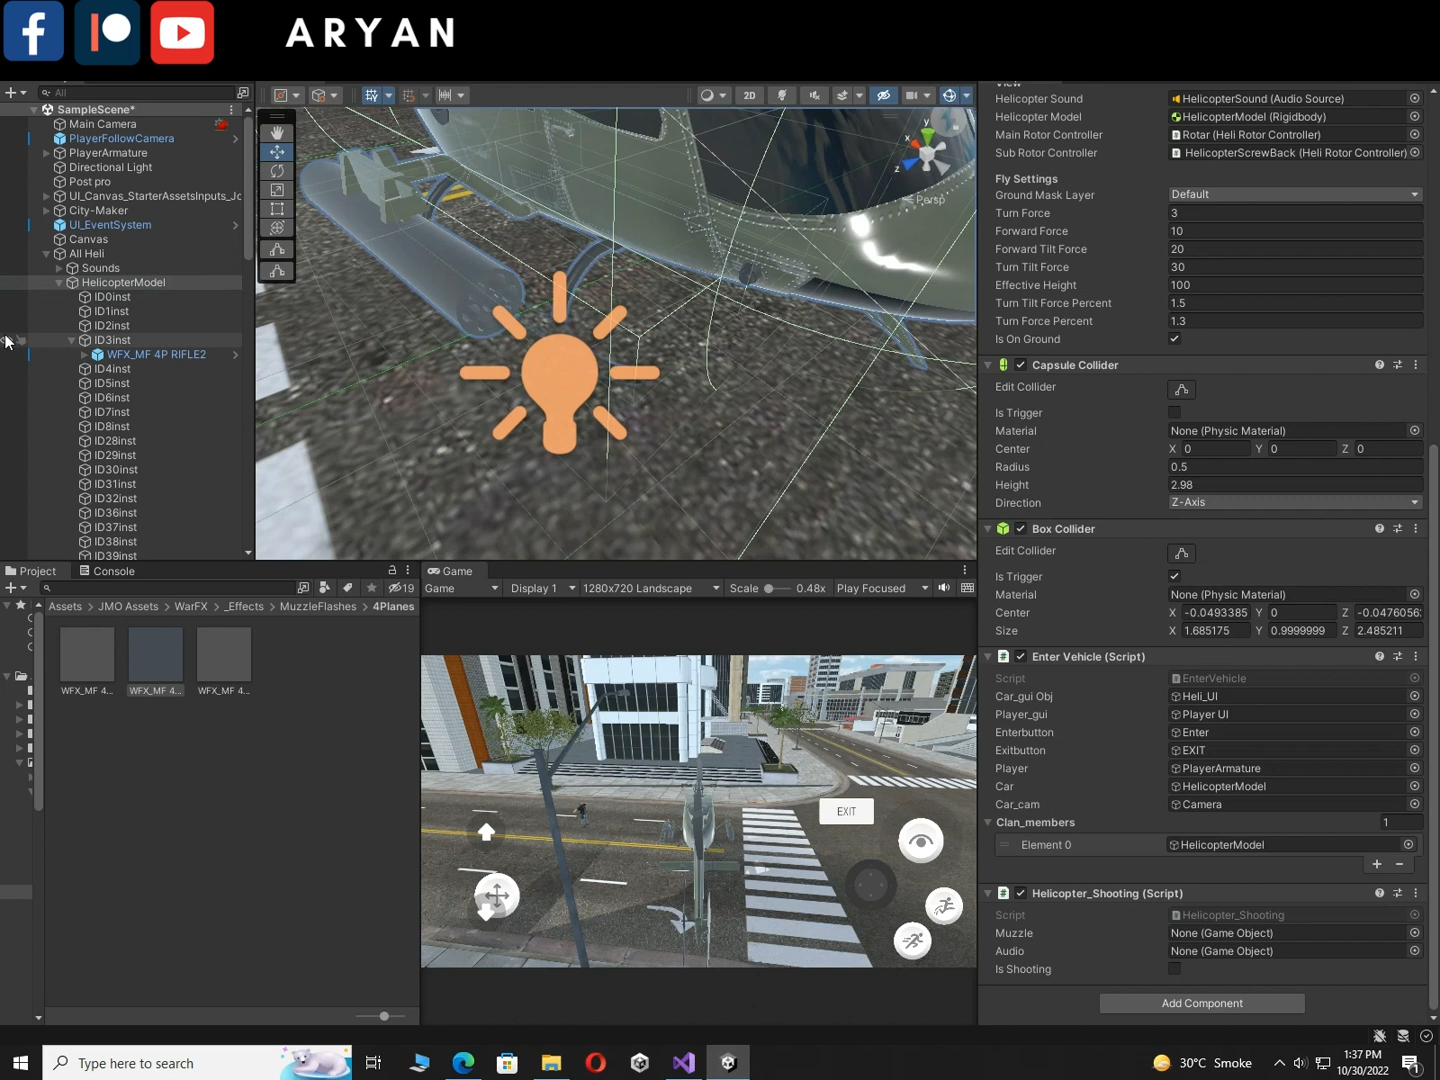 ARYAN
All
SampleScene*
Main Camera
PlayerFollowCamera
PlayerArmature
Directional Light
Post pro
UI_Canvas_StarterAssetsInputs_Jo
City-Maker
UI_EventSystem
Canvas
All Heli
Sounds
HelicopterModel
ID0inst
ID1inst
ID2inst
ID3inst
WFX_MF 4P RIFLE2
ID4inst
ID5inst
ID6inst
ID7inst
ID8inst
ID28inst
ID29inst
ID30inst
ID31inst
ID32inst
ID36inst
ID37inst
ID38inst
ID39inst
2D
y
x
z
Persp
View
Helicopter Sound HelicopterSound (Audio Source)
Helicopter Model HelicopterModel (Rigidbody)
Main Rotor Controller Rotar (Heli Rotor Controller)
Sub Rotor Controller HelicopterScrewBack (Heli Rotor Controller)
Fly Settings
Ground Mask Layer Default
Turn Force 3
Forward Force 10
Forward Tilt Force 20
Turn Tilt Force 30
Effective Height 100
Turn Tilt Force Percent 1.5
Turn Force Percent 1.3
Is On Ground
Capsule Collider
Edit Collider
Is Trigger
Material None (Physic Material)
Center X 0 Y 0 Z 0
Radius 0.5
Height 2.98
Direction Z-Axis
Box Collider
Edit Collider
Is Trigger
Material None (Physic Material)
Center X -0.0493385 Y 0 Z -0.0476056
Size X 1.685175 Y 0.9999999 Z 2.485211
Enter Vehicle (Script)
Script EnterVehicle
Car_gui Obj Heli_UI
Player_gui Player UI
Enterbutton Enter
Exitbutton EXIT
Player PlayerArmature
Car HelicopterModel
Car_cam Camera
Clan_members 1
Element 0 HelicopterModel
Helicopter_Shooting (Script)
Script Helicopter_Shooting
Muzzle None (Game Object)
Audio None (Game Object)
Is Shooting
Add Component
Project Console
19
Assets > JMO Assets > WarFX > _Effects > MuzzleFlashes > 4Planes
WFX_MF 4... WFX_MF 4... WFX_MF 4...
Game
Game Display 1 1280x720 Landscape Scale 0.48x Play Focused
EXIT
Type here to search
30°C Smoke
1:37 PM
10/30/2022
1